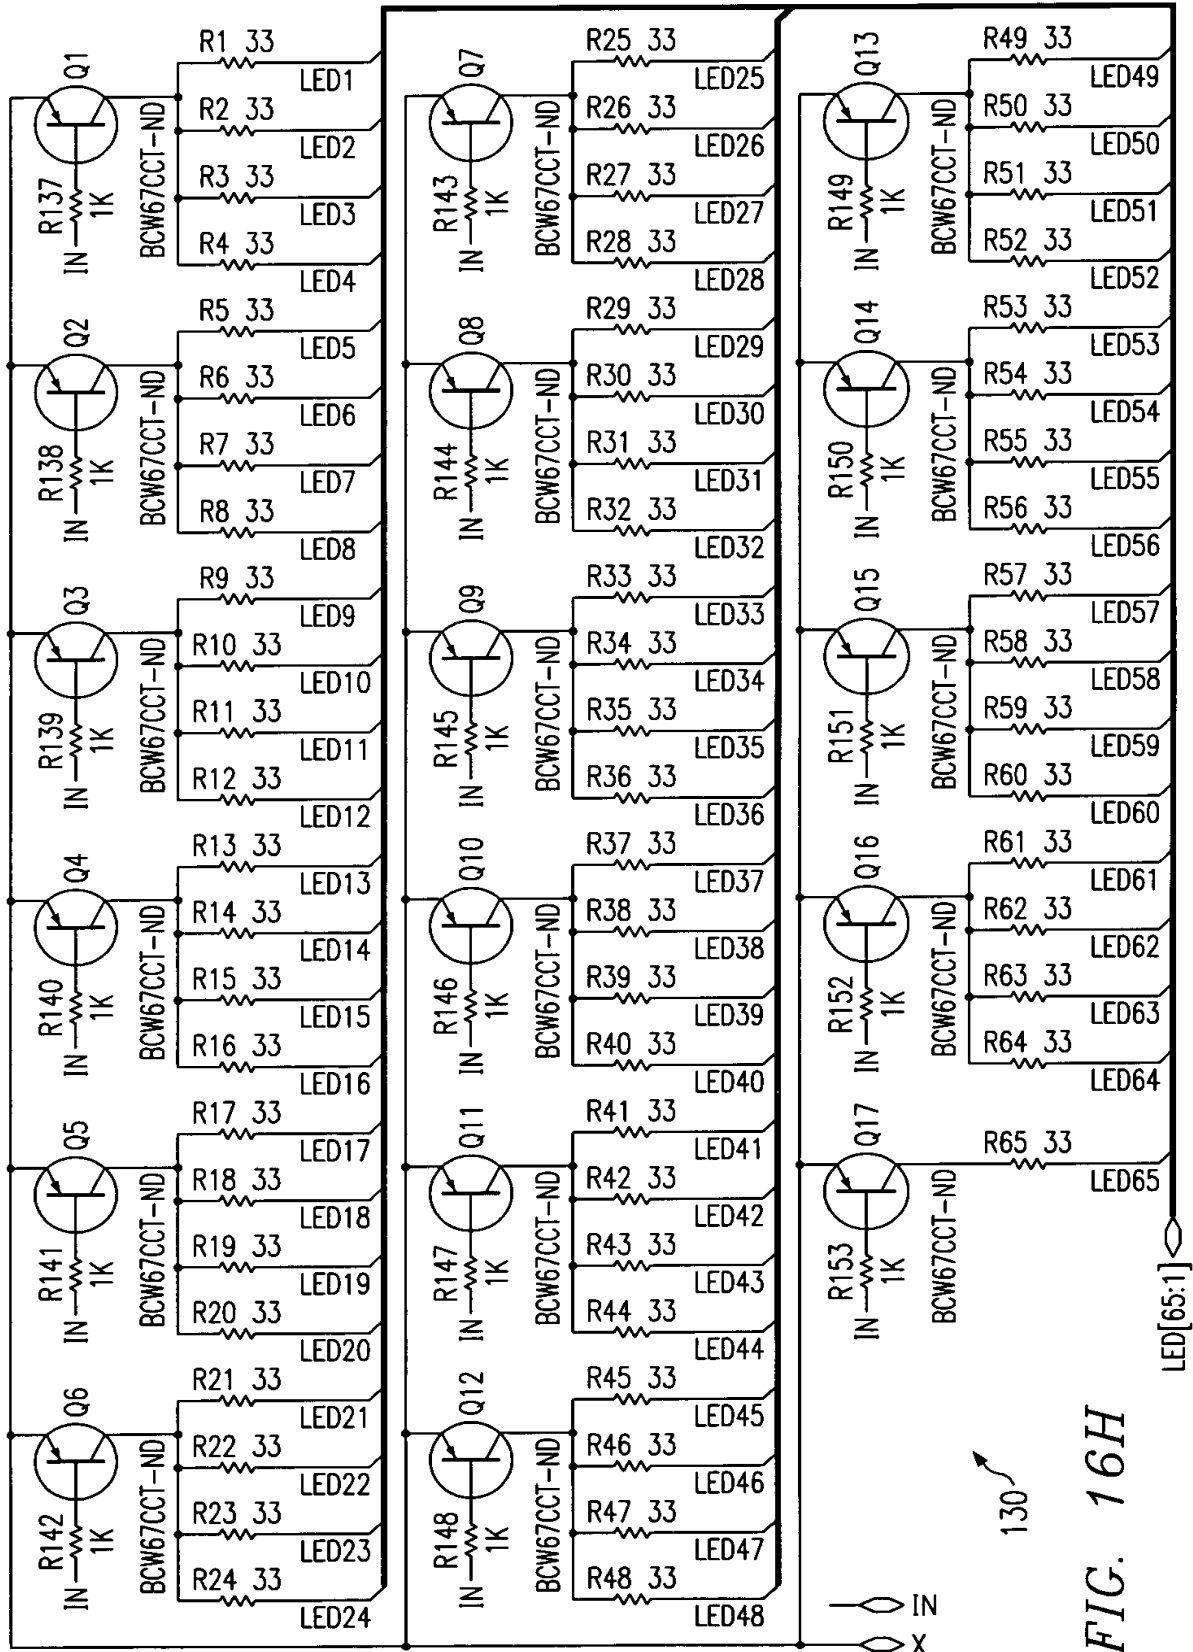 Q1
R137
1K
IN
BCW67CCT-ND
R1 33
LED1
R2 33
LED2
R3 33
LED3
R4 33
LED4
Q2
R138
1K
IN
BCW67CCT-ND
R5 33
LED5
R6 33
LED6
R7 33
LED7
R8 33
LED8
Q3
R139
1K
IN
BCW67CCT-ND
R9 33
LED9
R10 33
LED10
R11 33
LED11
R12 33
LED12
Q4
R140
1K
IN
BCW67CCT-ND
R13 33
LED13
R14 33
LED14
R15 33
LED15
R16 33
LED16
Q5
R141
1K
IN
BCW67CCT-ND
R17 33
LED17
R18 33
LED18
R19 33
LED19
R20 33
LED20
Q6
R142
1K
IN
BCW67CCT-ND
R21 33
LED21
R22 33
LED22
R23 33
LED23
R24 33
LED24
Q7
R143
1K
IN
BCW67CCT-ND
R25 33
LED25
R26 33
LED26
R27 33
LED27
R28 33
LED28
Q8
R144
1K
IN
BCW67CCT-ND
R29 33
LED29
R30 33
LED30
R31 33
LED31
R32 33
LED32
Q9
R145
1K
IN
BCW67CCT-ND
R33 33
LED33
R34 33
LED34
R35 33
LED35
R36 33
LED36
Q10
R146
1K
IN
BCW67CCT-ND
R37 33
LED37
R38 33
LED38
R39 33
LED39
R40 33
LED40
Q11
R147
1K
IN
BCW67CCT-ND
R41 33
LED41
R42 33
LED42
R43 33
LED43
R44 33
LED44
Q12
R148
1K
IN
BCW67CCT-ND
R45 33
LED45
R46 33
LED46
R47 33
LED47
R48 33
LED48
Q13
R149
1K
IN
BCW67CCT-ND
R49 33
LED49
R50 33
LED50
R51 33
LED51
R52 33
LED52
Q14
R150
1K
IN
BCW67CCT-ND
R53 33
LED53
R54 33
LED54
R55 33
LED55
R56 33
LED56
Q15
R151
1K
IN
BCW67CCT-ND
R57 33
LED57
R58 33
LED58
R59 33
LED59
R60 33
LED60
Q16
R152
1K
IN
BCW67CCT-ND
R61 33
LED61
R62 33
LED62
R63 33
LED63
R64 33
LED64
Q17
R153
1K
IN
BCW67CCT-ND
R65 33
LED65
LED[65:1]
130
IN
X
FIG. 16H